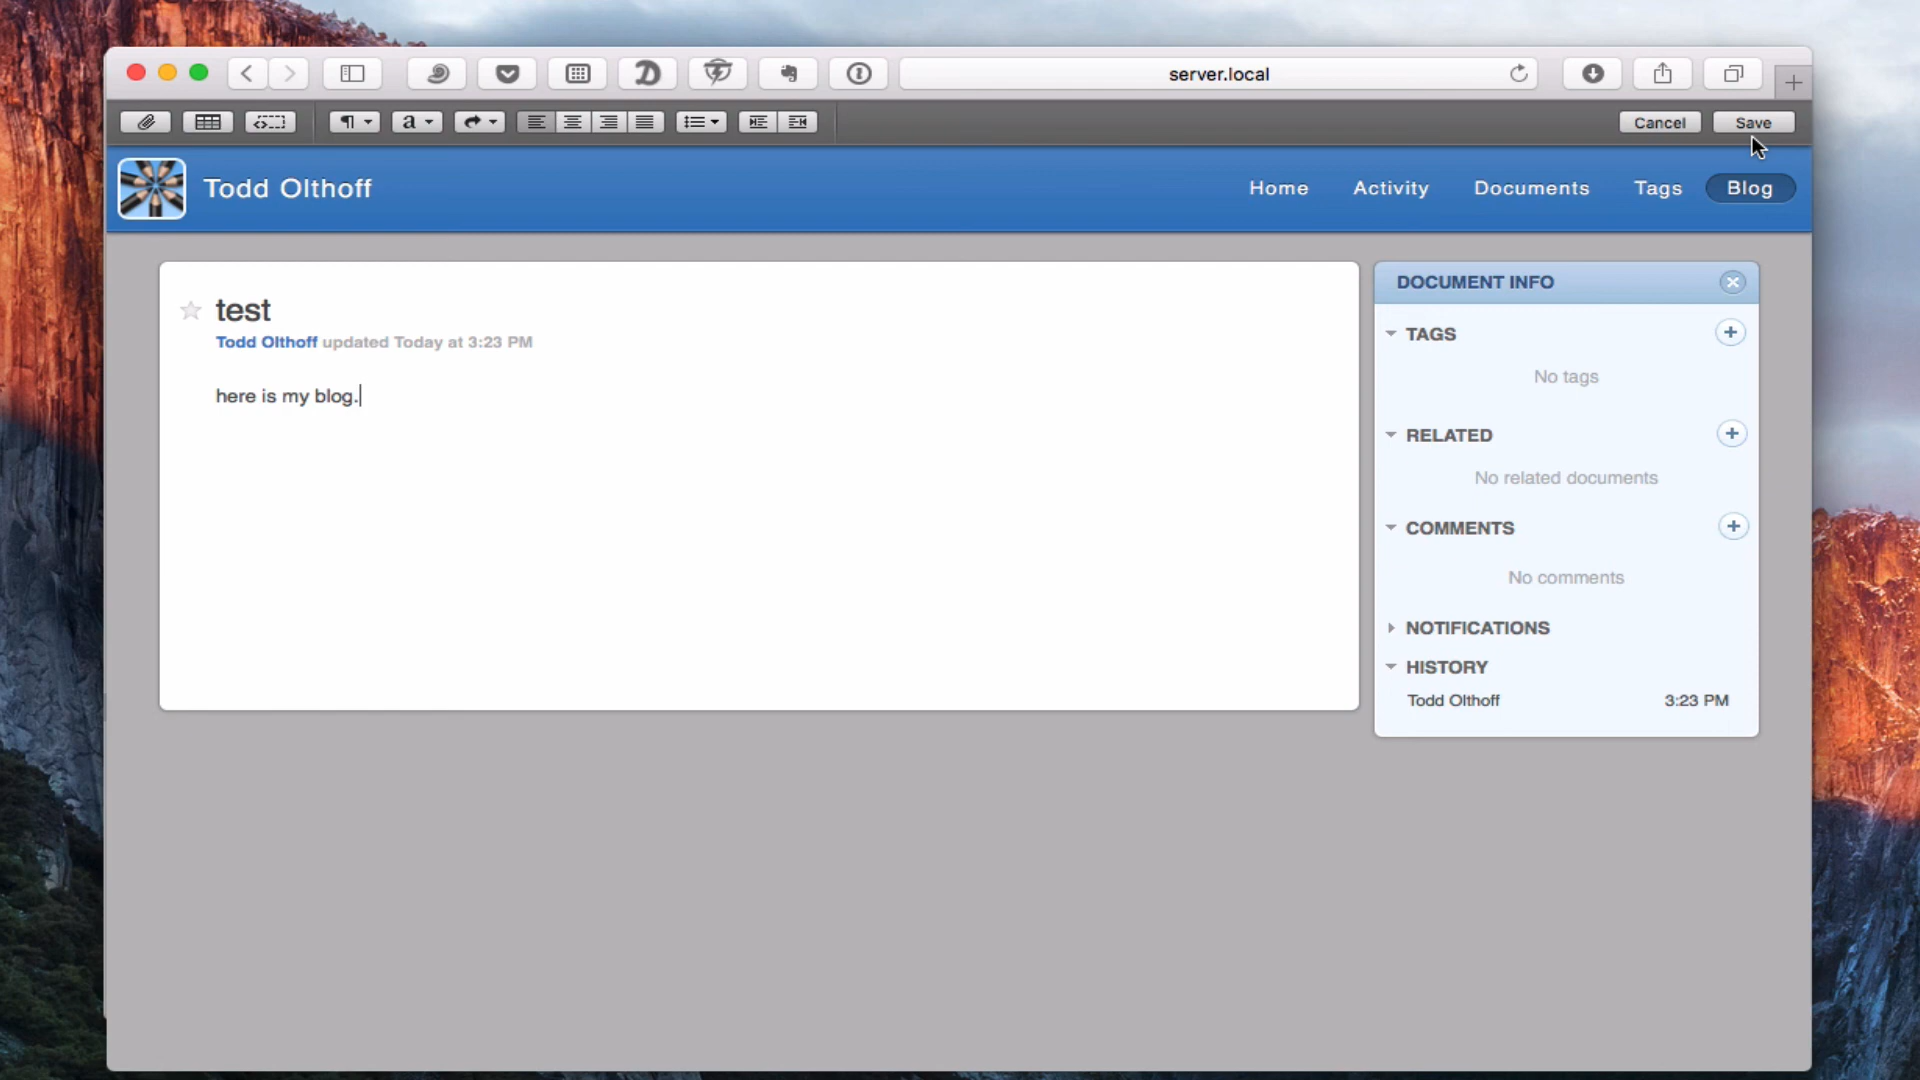 server.local
a
Cancel
Save
Todd Olthoff
Home
Activity
Documents
Tags
Blog
test
Todd Olthoff updated Today at 3:23 PM
here is my blog.
DOCUMENT INFO
TAGS
No tags
RELATED
No related documents
COMMENTS
No comments
NOTIFICATIONS
HISTORY
Todd Olthoff 3:23 PM